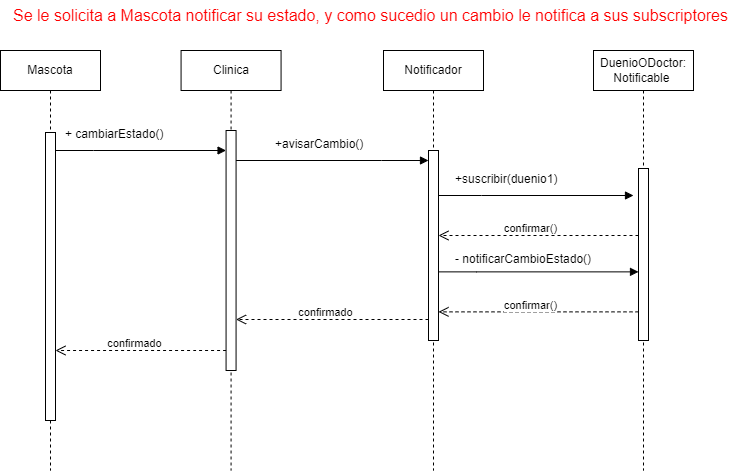 Se le solicita a Mascota notificar su estado, y como sucedio un cambio le notifica a sus subscriptores
Mascota
Clinica
Notificador
DuenioODoctor:
Notificable
+ cambiarEstado()
+avisarCambio()
+suscribir(duenio1)
confirmar()
- notificarCambioEstado()
confirmar()
confirmado
confirmado